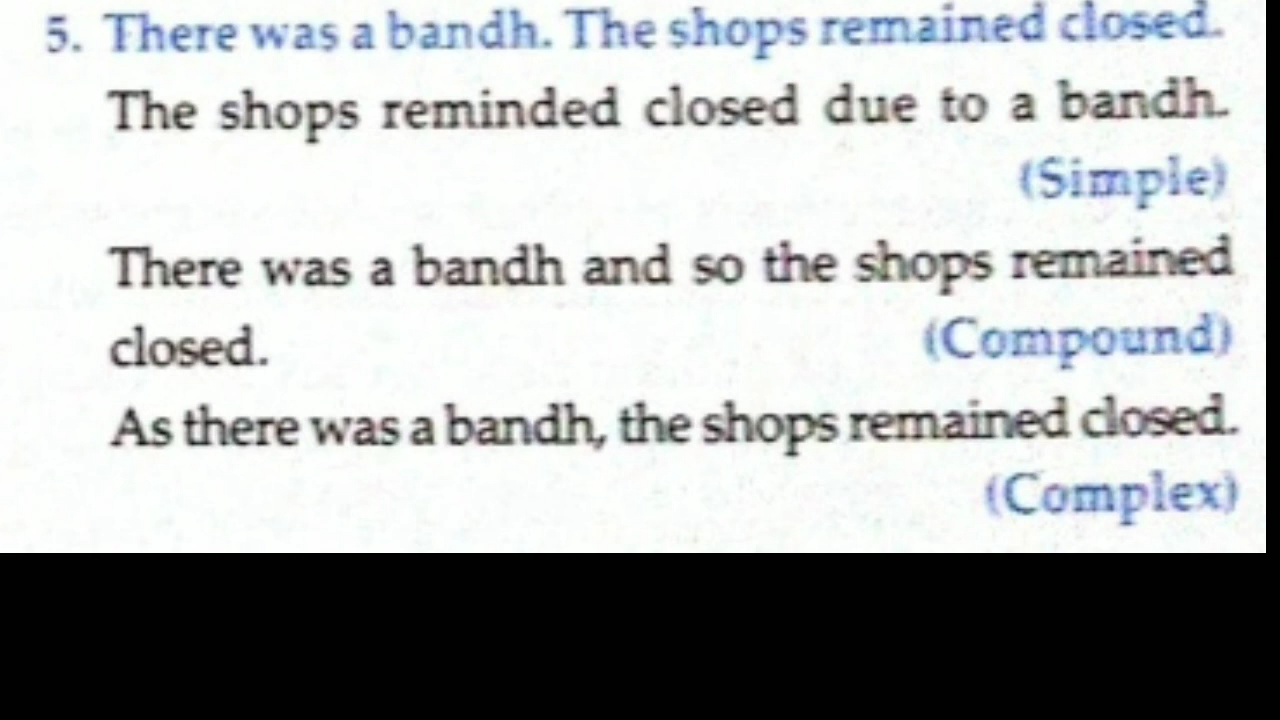 5. There was a bandh. The shops remained closed.
The shops reminded closed due to a bandh.
(Simple)
There was a bandh and so the shops remained
closed. (Compound)
As there was a bandh, the shops remained closed.
(Complex)